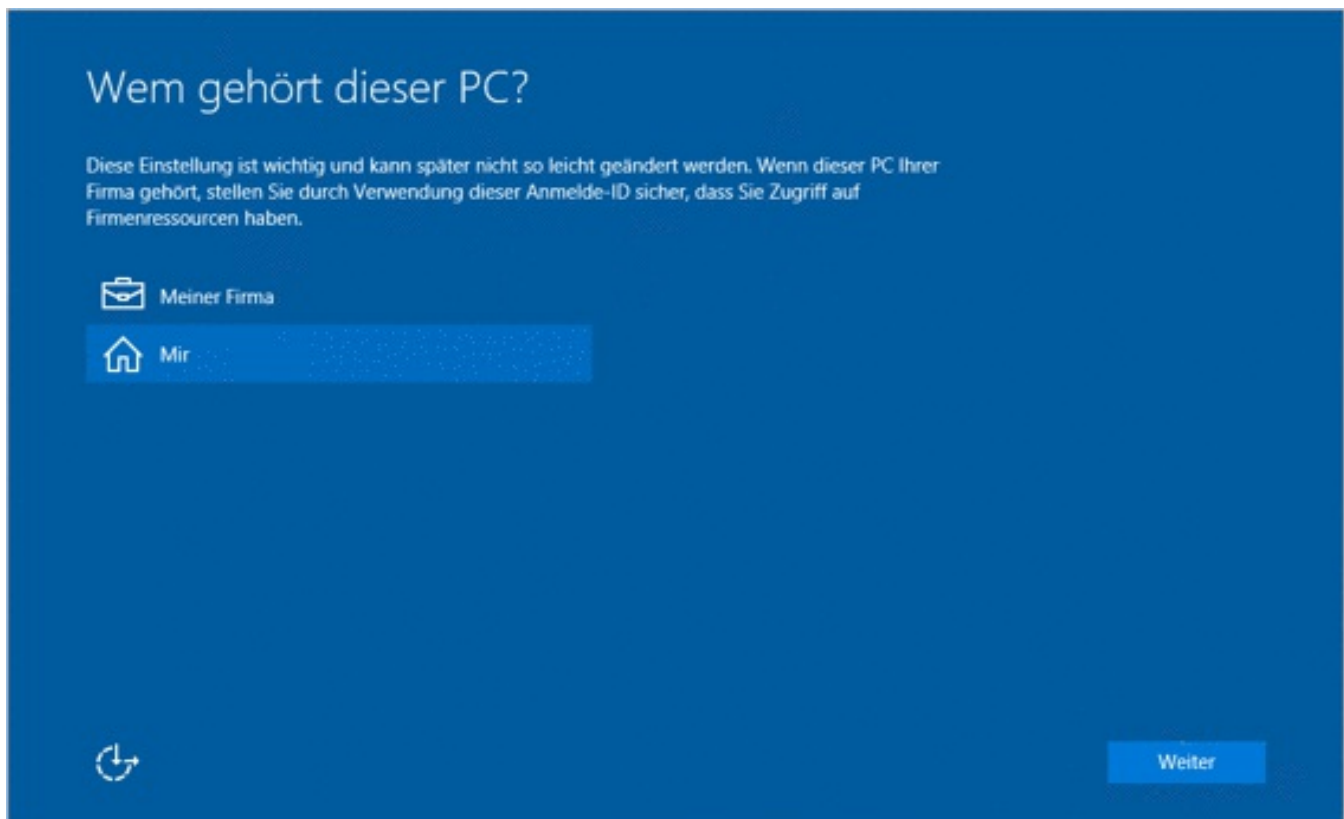 Wem gehört dieser PC?
Diese Einstellung ist wichtig und kann später nicht so leicht geändert werden. Wenn dieser PC Ihrer
Firma gehört, stellen Sie durch Verwendung dieser Anmelde-ID sicher, dass Sie Zugriff auf
Firmenressourcen haben.
Meiner Firma
Mir
Weiter